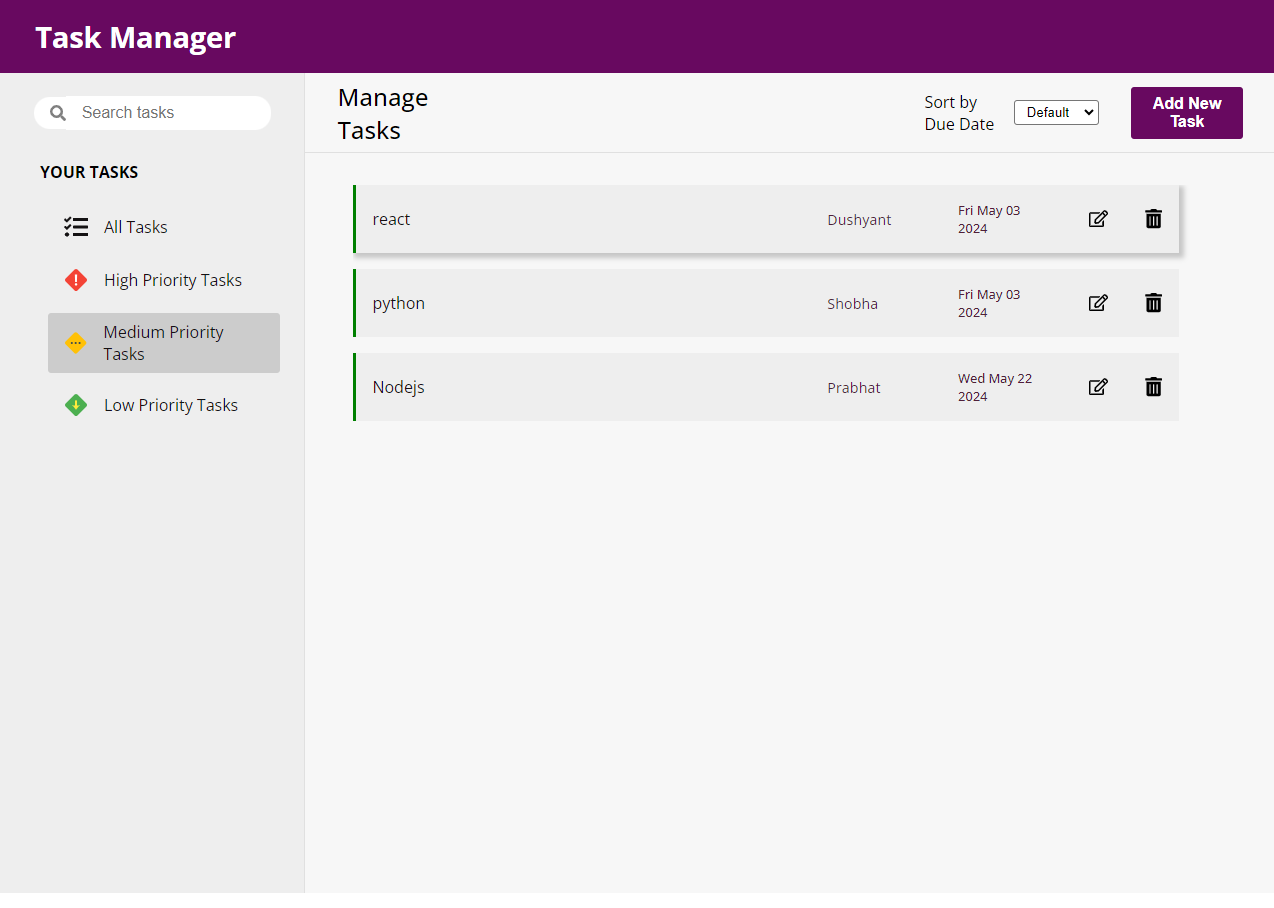 Task Manager
Search tasks
YOUR TASKS
All Tasks
High Priority Tasks
Medium Priority
Tasks
Low Priority Tasks
Manage
Tasks
Sort by
Due Date
Default
Add New
Task
react
Dushyant
Fri May 03
2024
python
Shobha
Fri May 03
2024
Nodejs
Prabhat
Wed May 22
2024